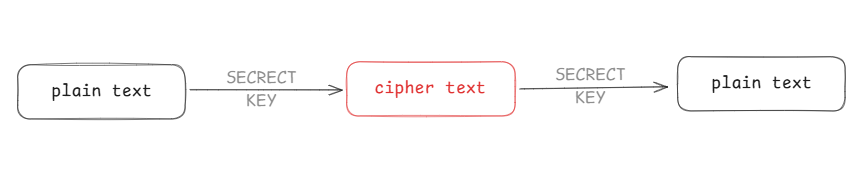 plain text
SECRECT
KEY
cipher text
SECRECT
KEY
plain text